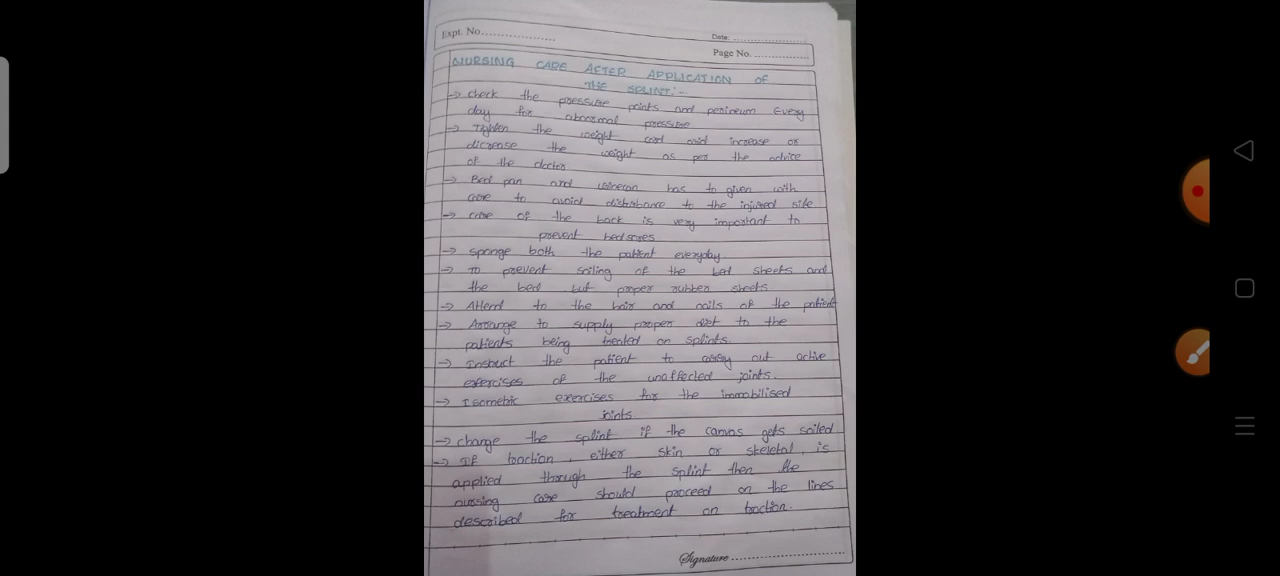 Expt. No.
Date:
Page No.
NURSING CARE AFTER APPLICATION OF
THE SPLINT:-
→ check the pressure points and perineum every
day for abnormal pressure
→ Tighten the weight cord and increase or
dicrease the weight as per the advice
of the doctor
→ Bed pan and has to given with
care to avoid disturbance to the injured side
→ care of the back is very important to
prevent bedsores
→ sponge both the patient everyday
→ To prevent soiling of the bed sheets and
the bed put proper rubber sheets
→ Attend to the hair and nails of the patient
→ Arrange to supply proper diet to the
patients being treated on splints.
→ Instruct the patient to carry out active
exercises of the unaffected joints.
→ Isometric exercises for the immobilised
joints.
→ change the splint if the canvas gets soiled
→ If traction, either skin or skeletal, is
applied through the splint then the
nursing care should proceed on the lines
described for treatment on traction.
Signature